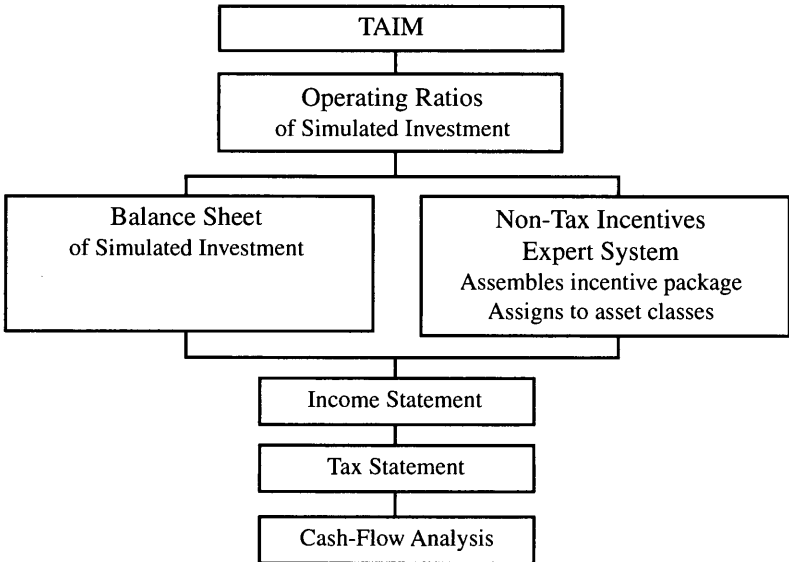 TAIM
Operating Ratios
of Simulated Investment
Balance Sheet
of Simulated Investment
Non-Tax Incentives
Expert System
Assembles incentive package
Assigns to asset classes
Income Statement
Tax Statement
Cash-Flow Analysis